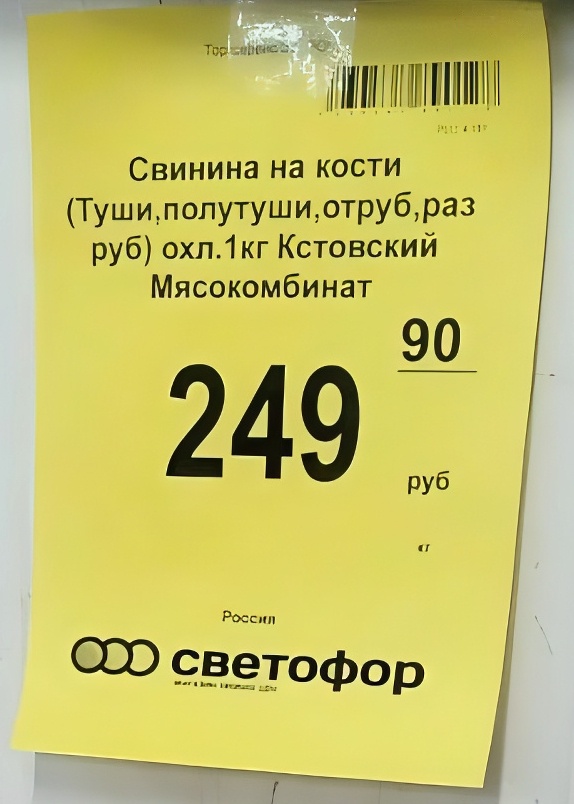 Свинина на кости
(Туши,полутуши,отруб,раз
руб) охл.1кг Кстовский
Мясокомбинат
90
249
руб
Россия
светофор